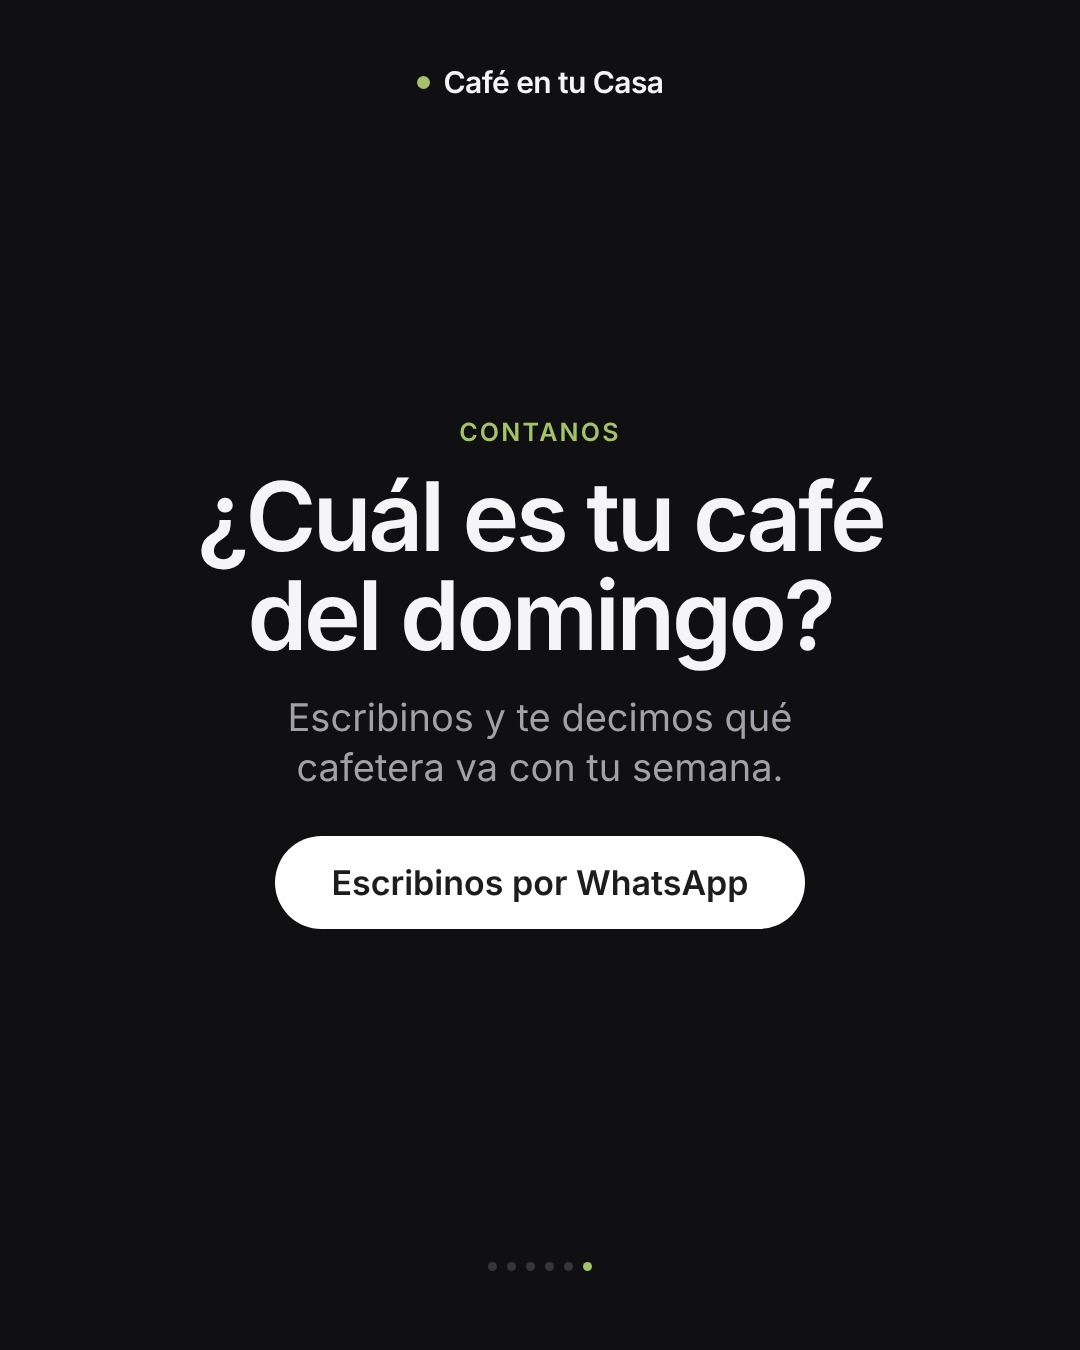 Café en tu Casa
CONTANOS
¿Cuál es tu café
del domingo?
Escribinos y te decimos qué
cafetera va con tu semana.
Escribinos por WhatsApp